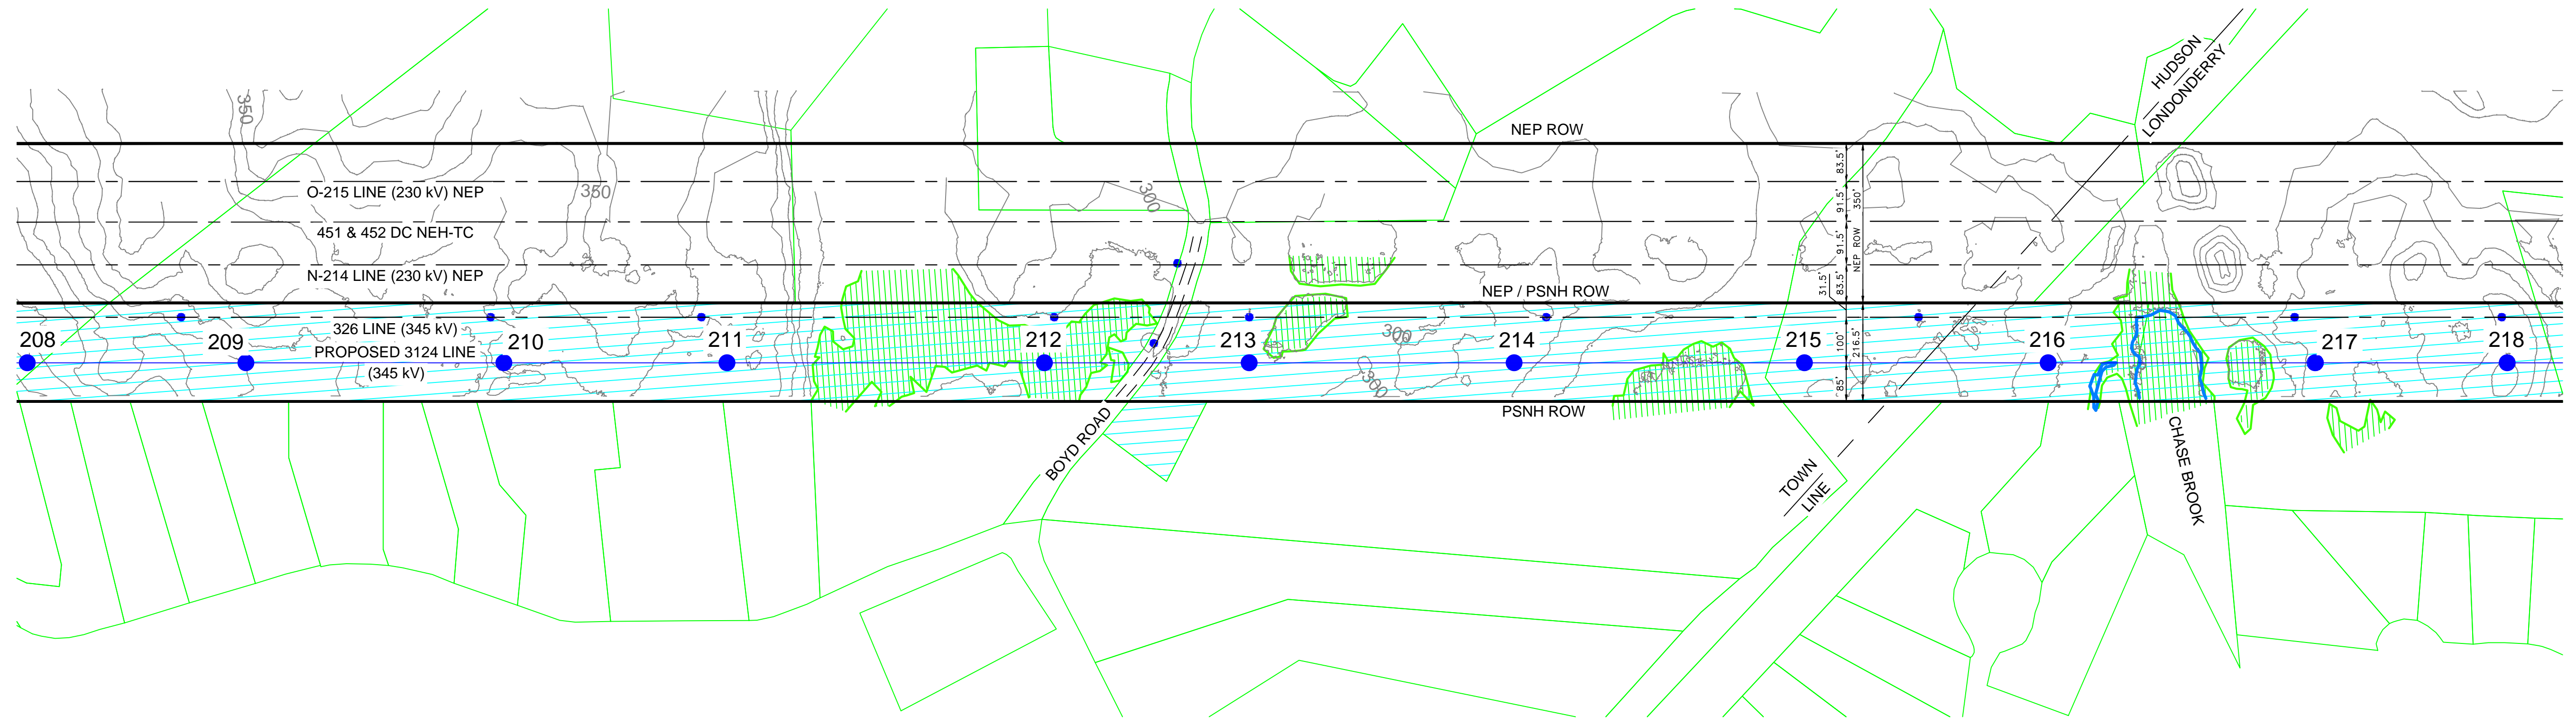 HUDSON
LONDONDERRY
350
NEP ROW
O-215 LINE (230 kV) NEP
350
300
451 & 452 DC NEH-TC
N-214 LINE (230 kV) NEP
83.5'
91.5'
91.5'
83.5'
31.5'
350'
NEP ROW
NEP / PSNH ROW
326 LINE (345 kV)
PROPOSED 3124 LINE
(345 kV)
300
300
100'
216.5'
85'
208
209
210
211
212
213
214
215
216
217
218
PSNH ROW
BOYD ROAD
TOWN
LINE
CHASE BROOK